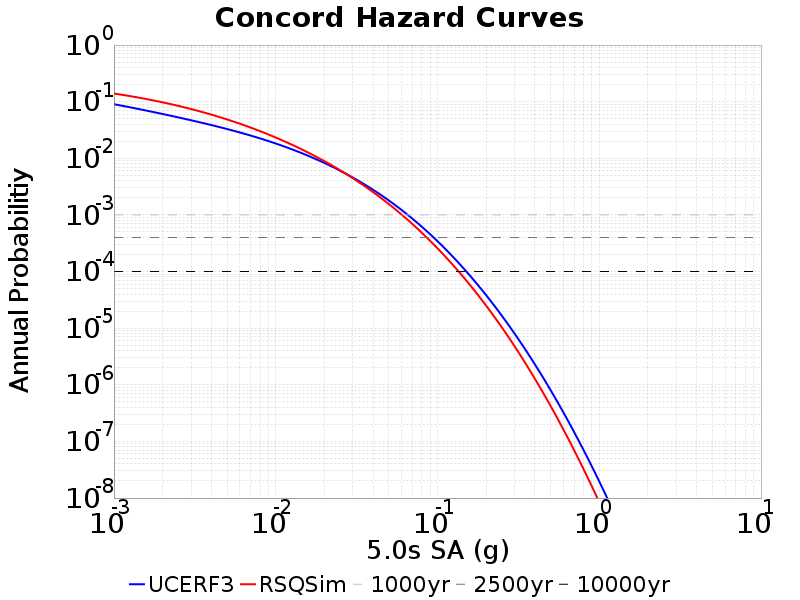 Concord Hazard Curves
10^0
10^-1
10^-2
10^-3
10^-4
10^-5
10^-6
10^-7
10^-8
Annual Probabilitiy
10^-3 10^-2 10^-1 10^0 10^1
5.0s SA (g)
UCERF3 RSQSim 1000yr 2500yr 10000yr